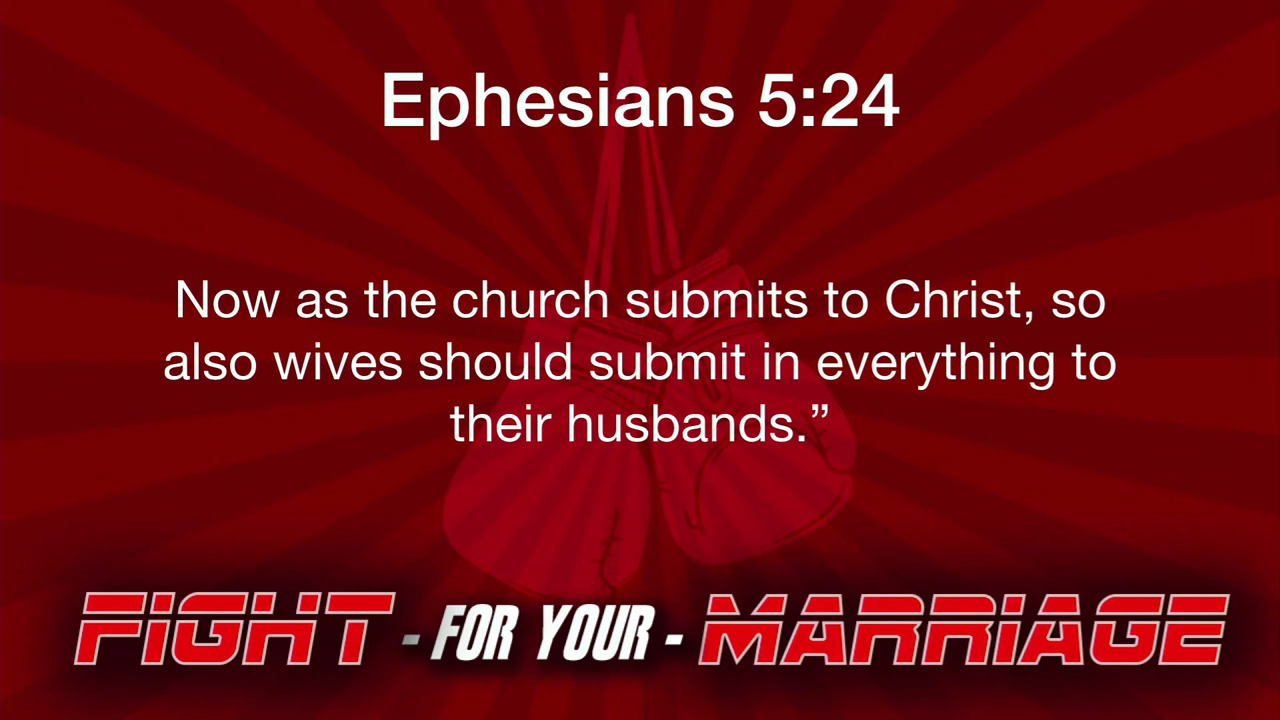 Ephesians 5:24
Now as the church submits to Christ, so
also wives should submit in everything to
their husbands.”
FIGHT - FOR YOUR - MARRIAGE